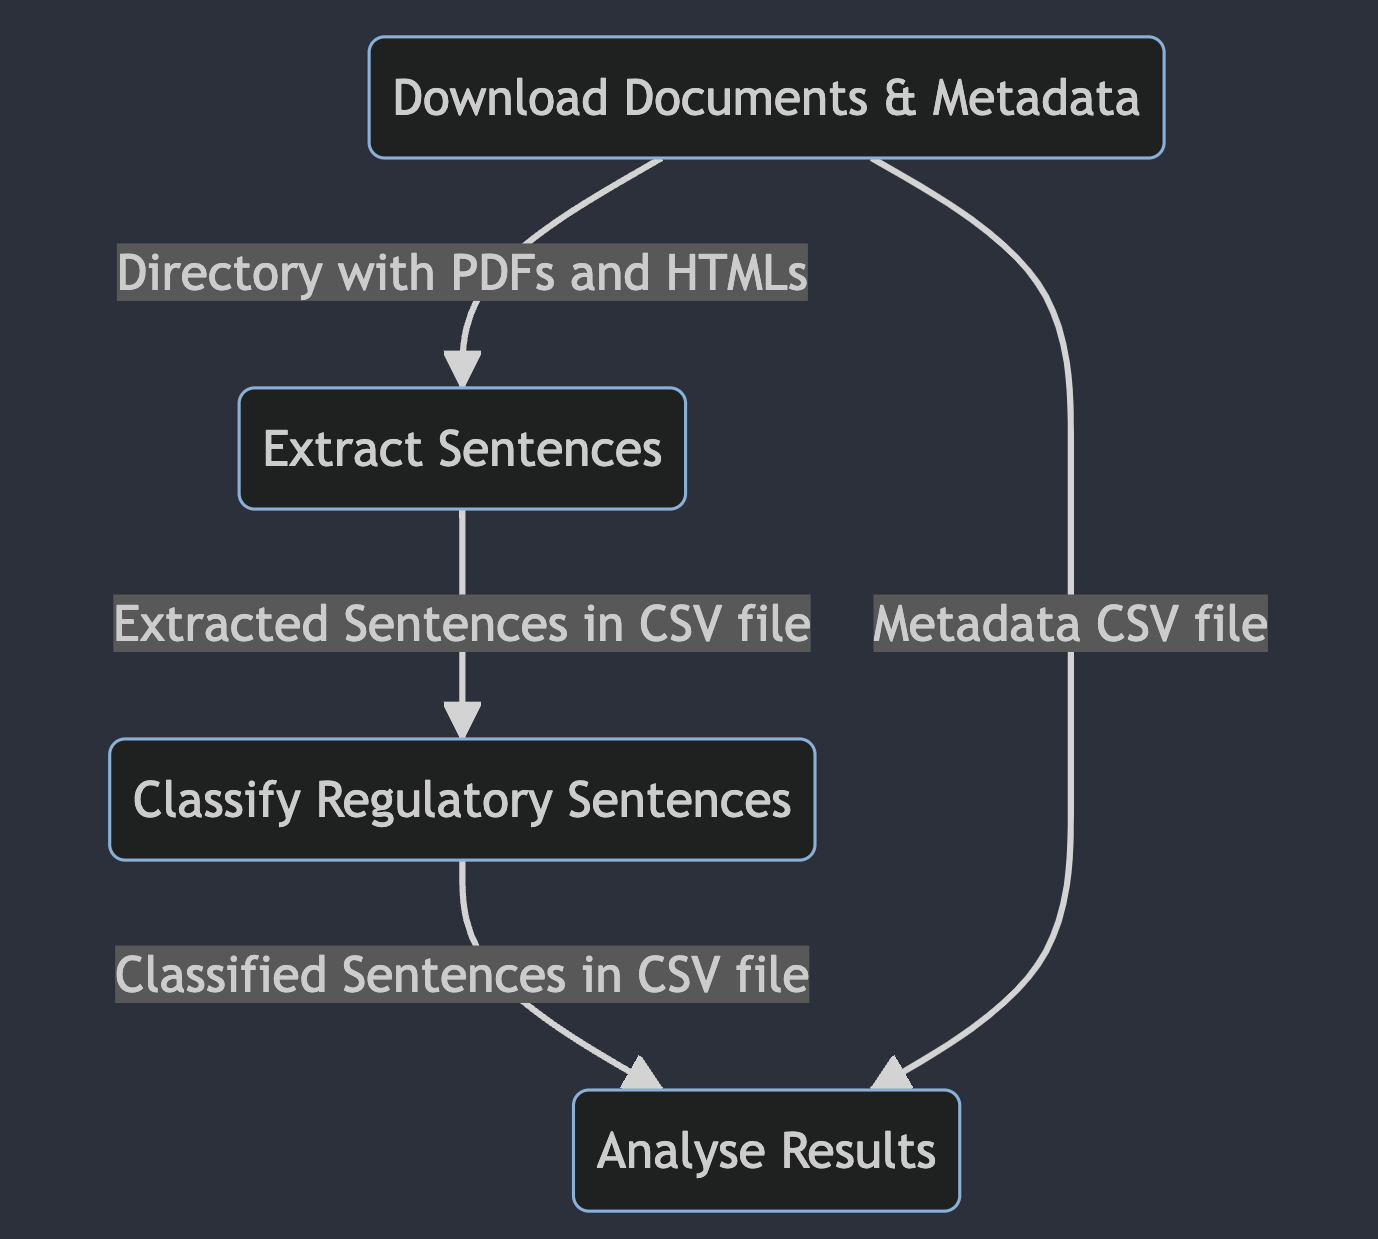 Download Documents & Metadata
Directory with PDFs and HTMLs
Extract Sentences
Extracted Sentences in CSV file
Metadata CSV file
Classify Regulatory Sentences
Classified Sentences in CSV file
Analyse Results